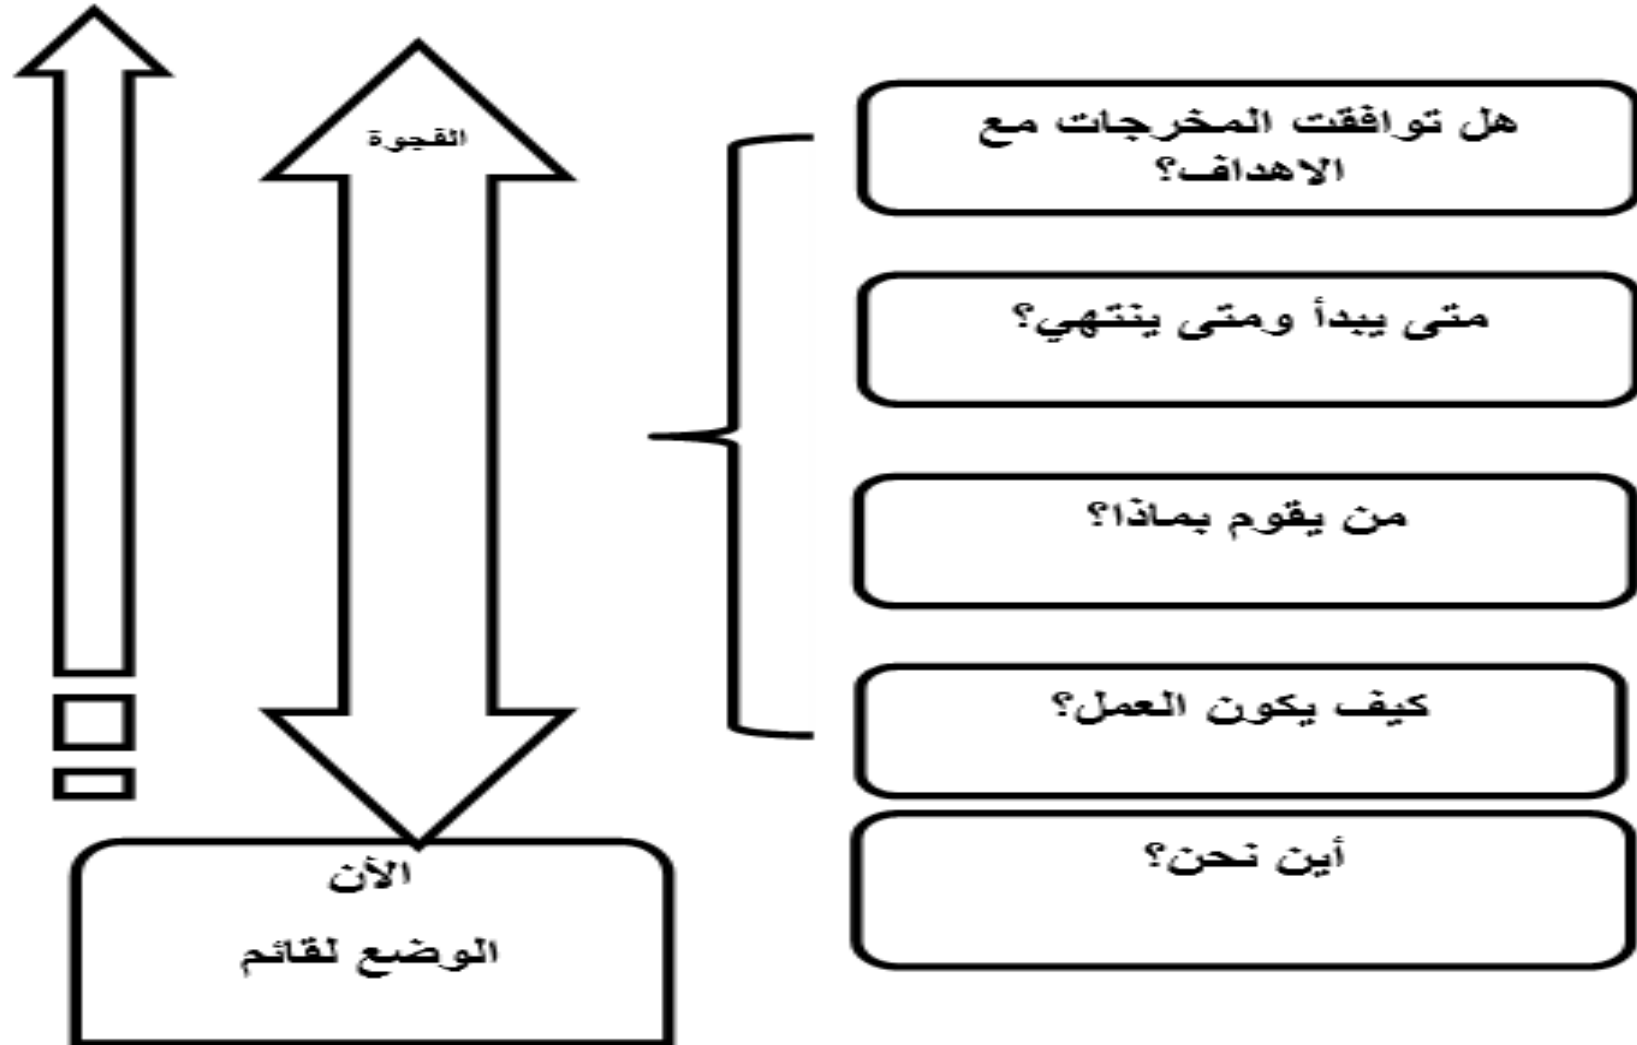 هل توافقت المخرجات مع
الاهداف؟
متى يبدأ ومتى ينتهي؟
من يقوم بماذا؟
كيف يكون العمل؟
أين نحن؟
الفجوة
الأن
الوضع لقائم